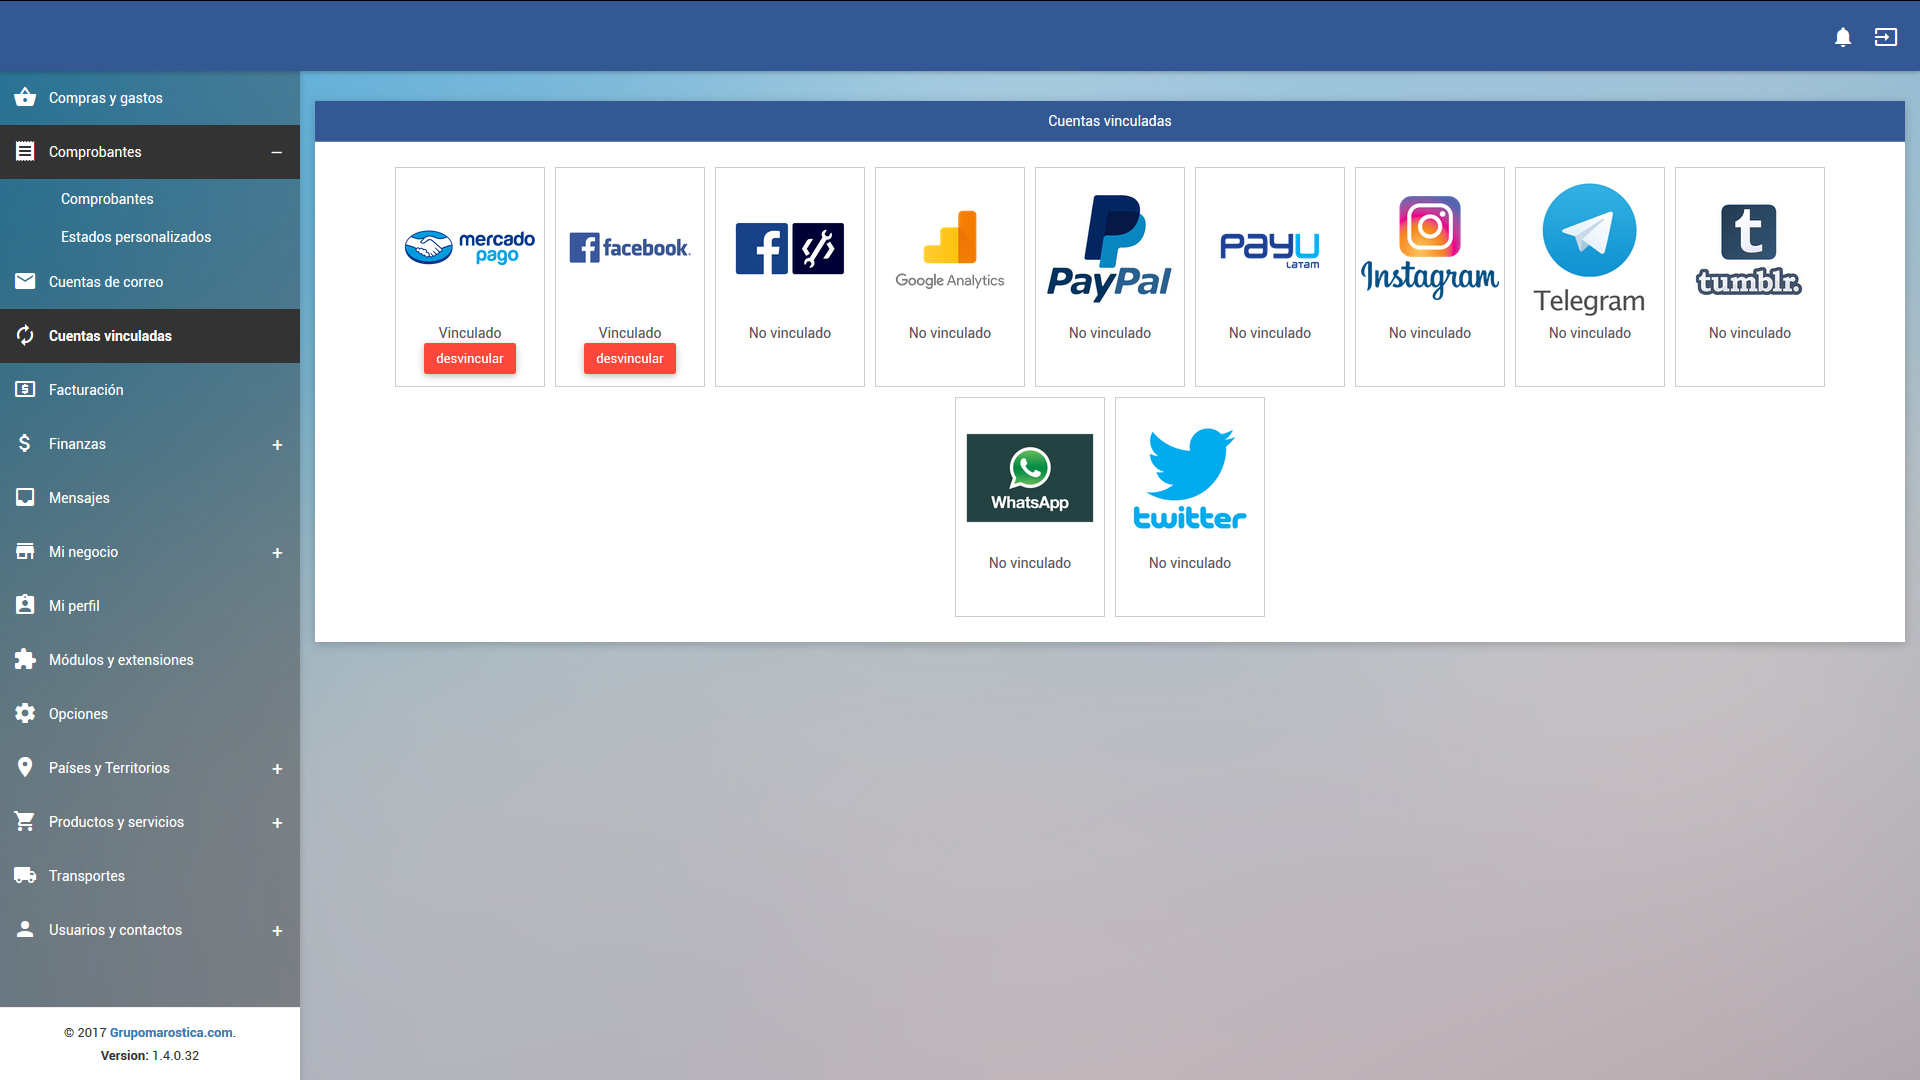 Compras y gastos
Comprobantes
Comprobantes
Estados personalizados
Cuentas de correo
Cuentas vinculadas
Facturación
Finanzas
Mensajes
Mi negocio
Mi perfil
Módulos y extensiones
Opciones
Países y Territorios
Productos y servicios
Transportes
Usuarios y contactos
© 2017 Grupomarostica.com.
Version: 1.4.0.32
Cuentas vinculadas
mercado
pago
Vinculado
desvincular
facebook.
Vinculado
desvincular
No vinculado
Google Analytics
No vinculado
PayPal
No vinculado
PayU
LATAM
No vinculado
Instagram
No vinculado
Telegram
No vinculado
t
tumblr.
No vinculado
WhatsApp
No vinculado
twitter
No vinculado